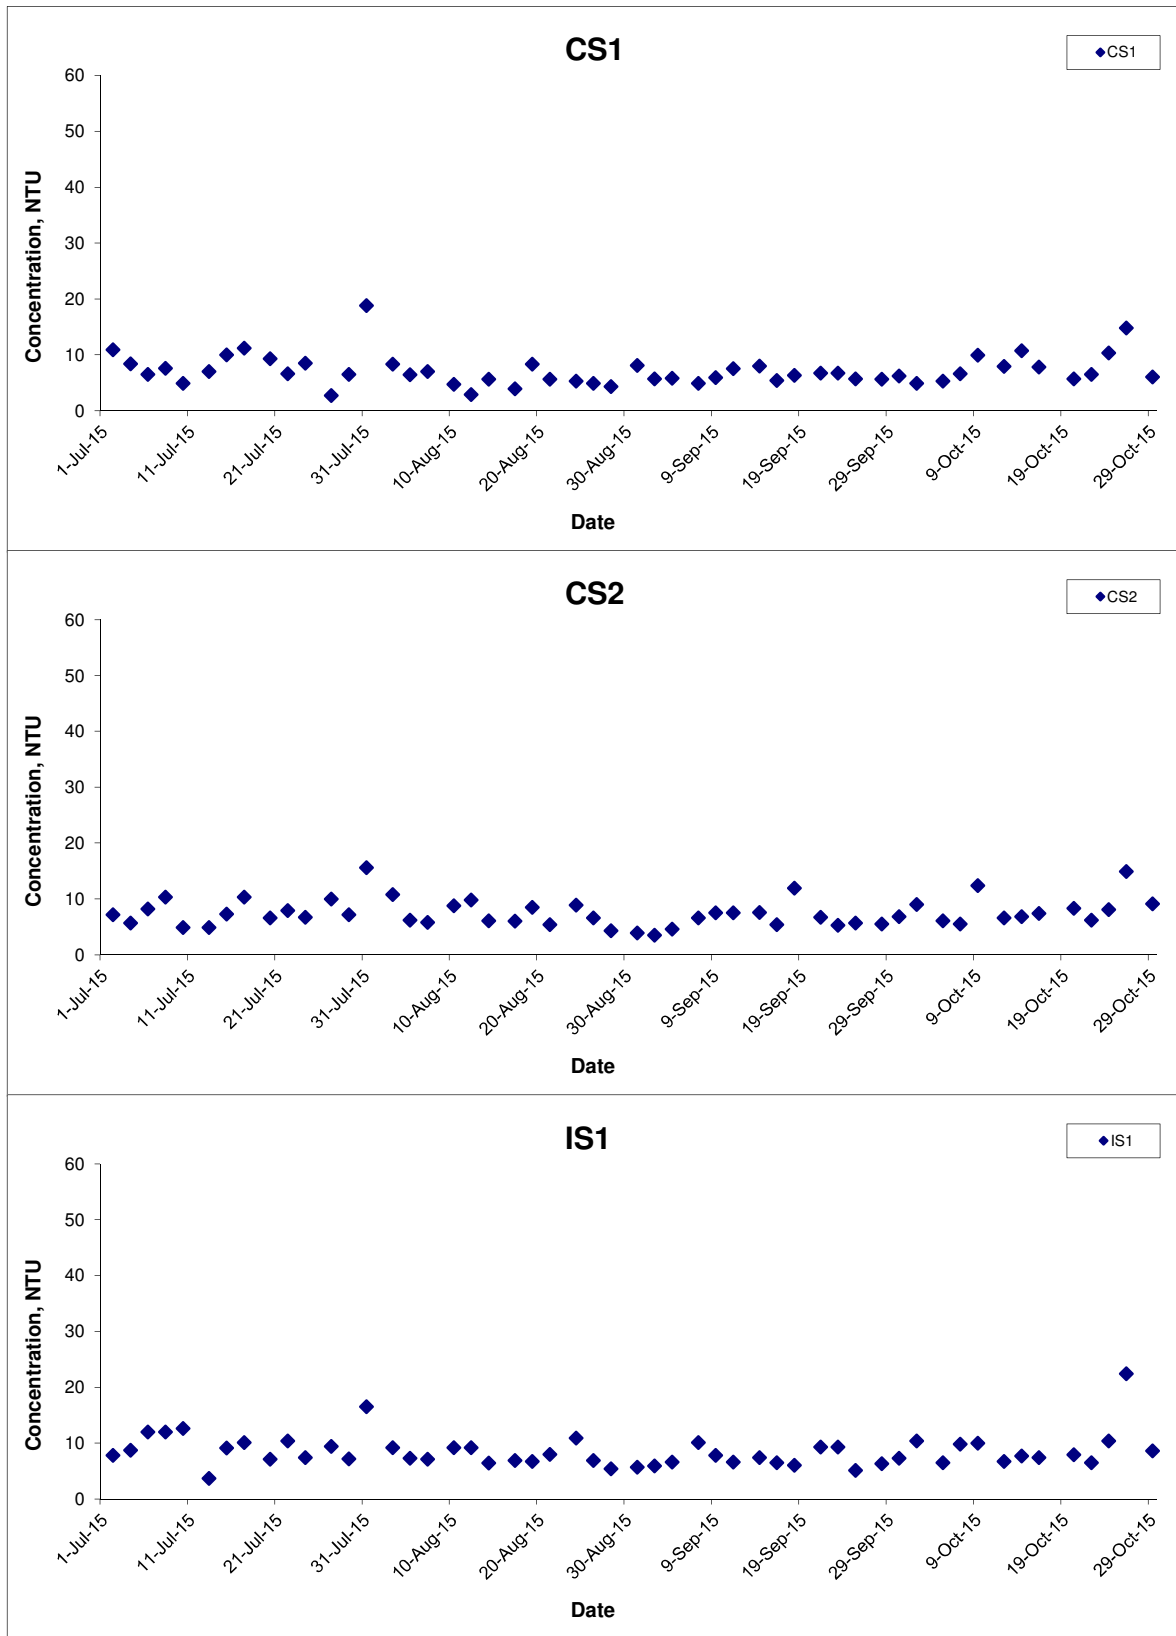 CS1
CS1
60
50
40
30
20
10
0
Concentration, NTU
1-Jul-15
11-Jul-15
21-Jul-15
31-Jul-15
10-Aug-15
20-Aug-15
30-Aug-15
9-Sep-15
19-Sep-15
29-Sep-15
9-Oct-15
19-Oct-15
29-Oct-15
Date
CS2
CS2
60
50
40
30
20
10
0
Concentration, NTU
1-Jul-15
11-Jul-15
21-Jul-15
31-Jul-15
10-Aug-15
20-Aug-15
30-Aug-15
9-Sep-15
19-Sep-15
29-Sep-15
9-Oct-15
19-Oct-15
29-Oct-15
Date
IS1
IS1
60
50
40
30
20
10
0
Concentration, NTU
1-Jul-15
11-Jul-15
21-Jul-15
31-Jul-15
10-Aug-15
20-Aug-15
30-Aug-15
9-Sep-15
19-Sep-15
29-Sep-15
9-Oct-15
19-Oct-15
29-Oct-15
Date